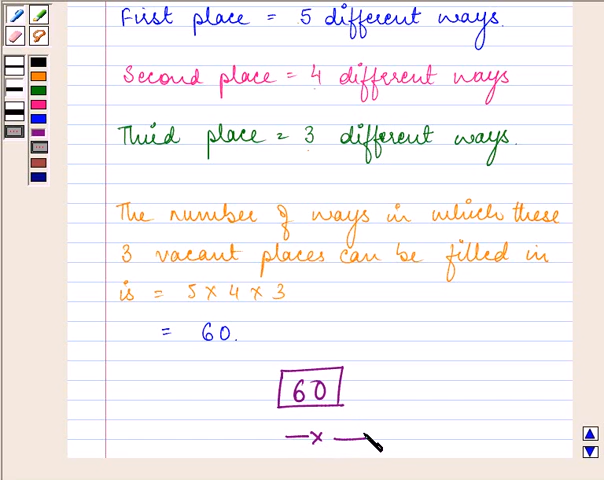 First place = 5 different ways.
Second place = 4 different ways
Third place = 3 different ways.
The number of ways in which these
3 vacant places can be filled in
is = 5 × 4 × 3
= 60.
60
— × —